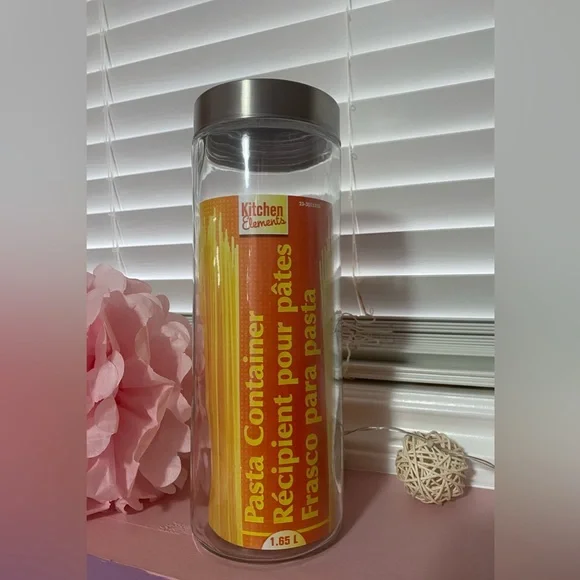 Kitchen
Elements
Pasta Container
Récipient pour pâtes
Frasco para pasta
1.65 L